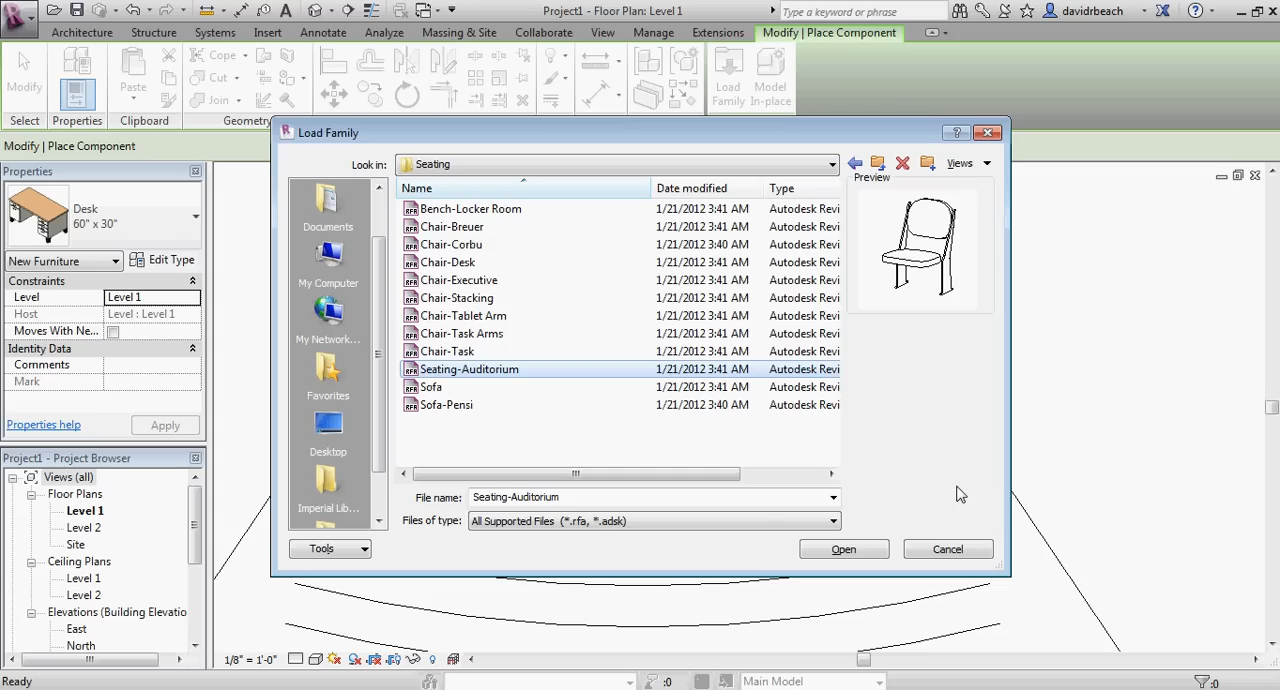 Project1 - Floor Plan: Level 1
Type a keyword or phrase
davidrbeach
Architecture Structure Systems Insert Annotate Analyze Massing & Site Collaborate View Manage Extensions Modify | Place Component
Modify
Paste
Cope
Cut
Join
Load Family
Model In-place
Select Properties Clipboard Geometry
Modify | Place Component
Properties
Desk
60" x 30"
New Furniture
Edit Type
Constraints
Level Level 1
Host Level : Level 1
Moves With Ne...
Identity Data
Comments
Mark
Properties help
Apply
Project1 - Project Browser
Views (all)
Floor Plans
Level 1
Level 2
Site
Ceiling Plans
Level 1
Level 2
Elevations (Building Elevatio
East
North
Load Family
Look in: Seating
Views
Documents
My Computer
My Network...
Favorites
Desktop
Imperial Lib...
Name Date modified Type
Bench-Locker Room 1/21/2012 3:41 AM Autodesk Revi
Chair-Breuer 1/21/2012 3:41 AM Autodesk Revi
Chair-Corbu 1/21/2012 3:40 AM Autodesk Revi
Chair-Desk 1/21/2012 3:41 AM Autodesk Revi
Chair-Executive 1/21/2012 3:41 AM Autodesk Revi
Chair-Stacking 1/21/2012 3:41 AM Autodesk Revi
Chair-Tablet Arm 1/21/2012 3:41 AM Autodesk Revi
Chair-Task Arms 1/21/2012 3:41 AM Autodesk Revi
Chair-Task 1/21/2012 3:41 AM Autodesk Revi
Seating-Auditorium 1/21/2012 3:41 AM Autodesk Revi
Sofa 1/21/2012 3:41 AM Autodesk Revi
Sofa-Pensi 1/21/2012 3:40 AM Autodesk Revi
Preview
File name: Seating-Auditorium
Files of type: All Supported Files (*.rfa, *.adsk)
Tools
Open
Cancel
1/8" = 1'-0"
Ready
:0
Main Model
:0